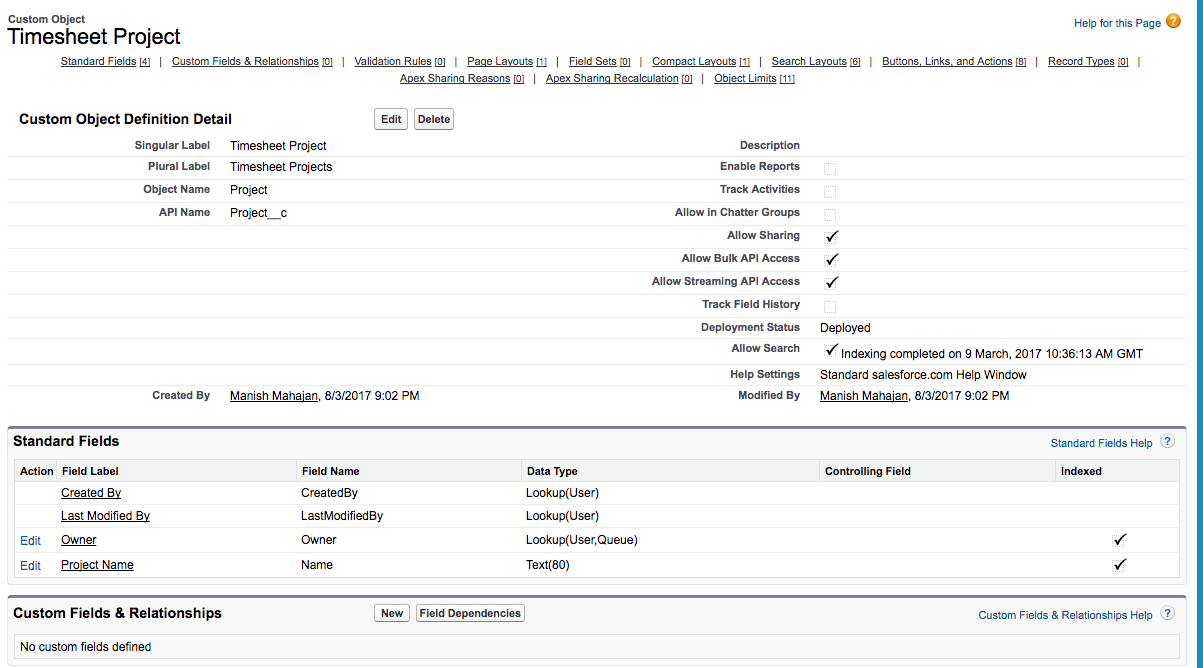 Custom Object
Timesheet Project
Help for this Page ?
Standard Fields [4] | Custom Fields & Relationships [0] | Validation Rules [0] | Page Layouts [1] | Field Sets [0] | Compact Layouts [1] | Search Layouts [6] | Buttons, Links, and Actions [8] | Record Types [0] |
Apex Sharing Reasons [0] | Apex Sharing Recalculation [0] | Object Limits [11]
Custom Object Definition Detail Edit Delete
Singular Label Timesheet Project Description
Plural Label Timesheet Projects Enable Reports
Object Name Project Track Activities
API Name Project__c Allow in Chatter Groups
Allow Sharing ✓
Allow Bulk API Access ✓
Allow Streaming API Access ✓
Track Field History
Deployment Status Deployed
Allow Search ✓ Indexing completed on 9 March, 2017 10:36:13 AM GMT
Help Settings Standard salesforce.com Help Window
Created By Manish Mahajan, 8/3/2017 9:02 PM Modified By Manish Mahajan, 8/3/2017 9:02 PM
Standard Fields Standard Fields Help ?
Action Field Label Field Name Data Type Controlling Field Indexed
Created By CreatedBy Lookup(User)
Last Modified By LastModifiedBy Lookup(User)
Edit Owner Owner Lookup(User,Queue) ✓
Edit Project Name Name Text(80) ✓
Custom Fields & Relationships New Field Dependencies Custom Fields & Relationships Help ?
No custom fields defined